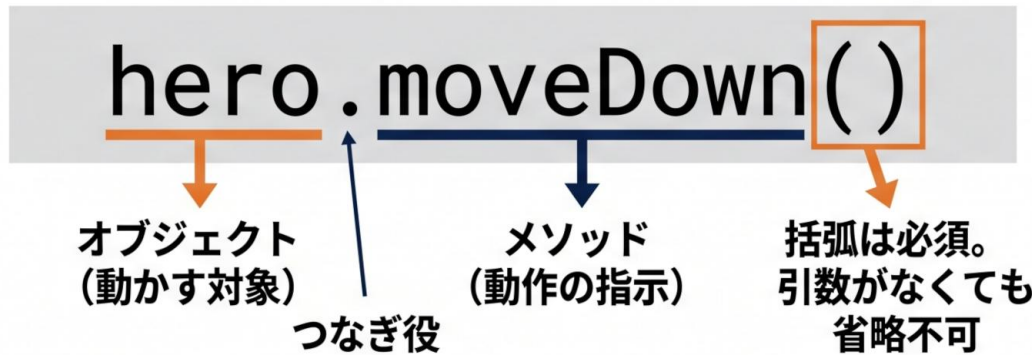 hero.moveDown()
オブジェクト
（動かす対象）
つなぎ役
メソッド
（動作の指示）
括弧は必須。
引数がなくても
省略不可